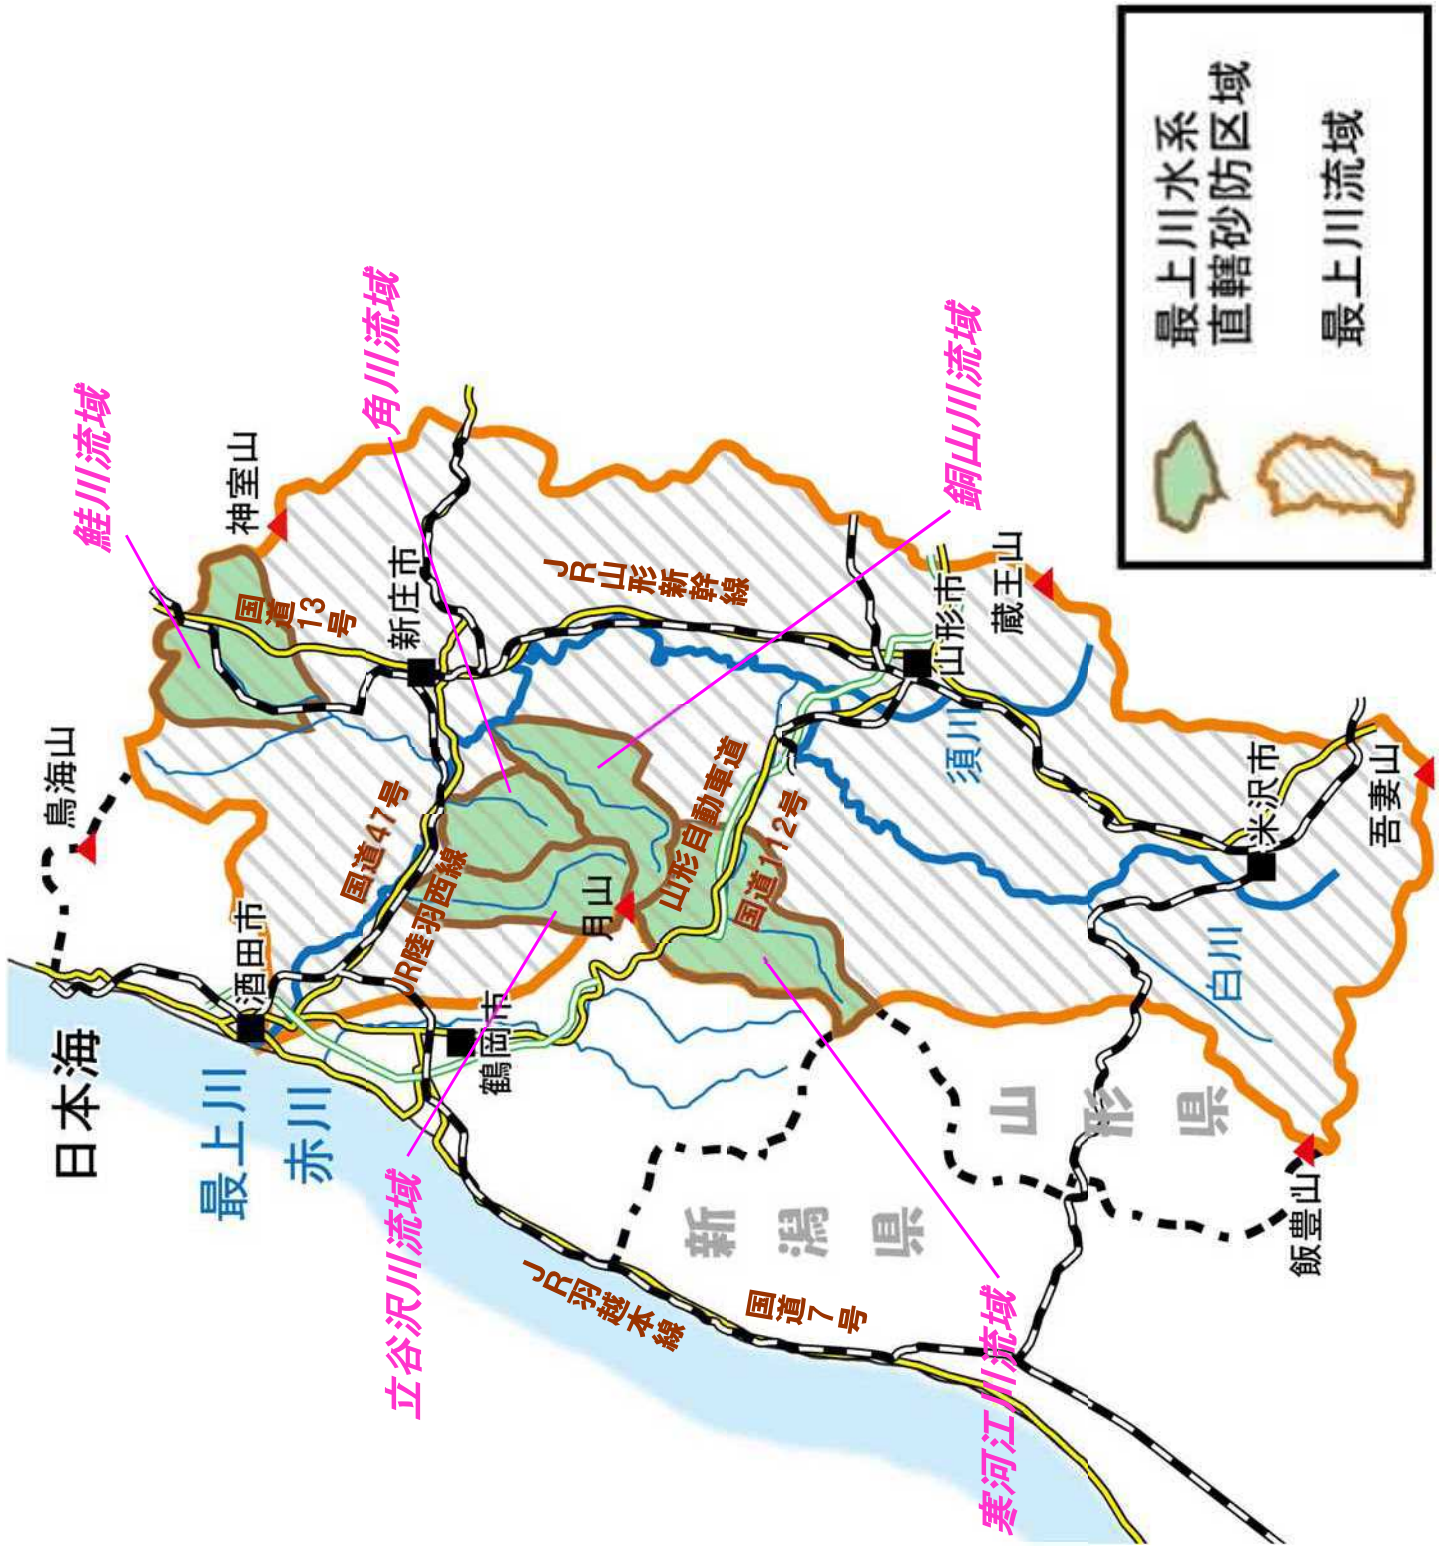 日本海
最上川
赤川
鳥海山
酒田市
鶴岡市
鮭川流域
神室山
国道13号
新庄市
角川流域
国道47号
JR陸羽西線
月山
立谷沢川流域
JR山形新幹線
銅山川流域
山形自動車道
国道112号
寒河江川流域
山形市
蔵王山
須川
米沢市
吾妻山
白川
飯豊山
山形県
新潟県
JR羽越本線
国道7号
最上川水系
直轄砂防区域
最上川流域